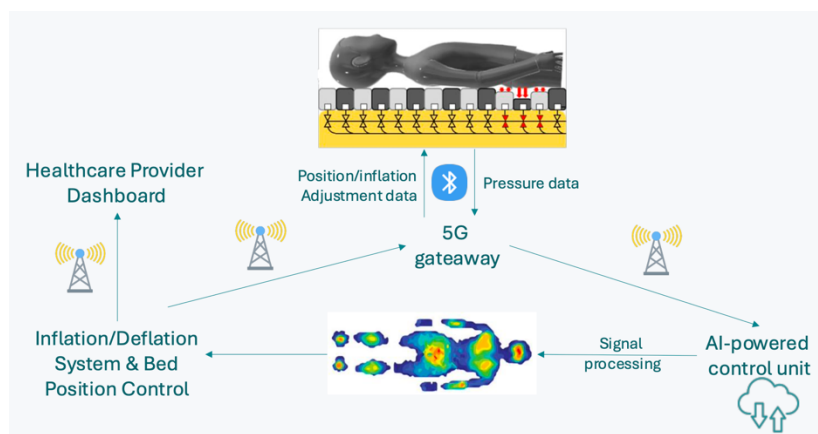 Healthcare Provider
Dashboard
Position/inflation
Adjustment data
Pressure data
5G
gateaway
Inflation/Deflation
System & Bed
Position Control
Signal
processing
AI-powered
control unit